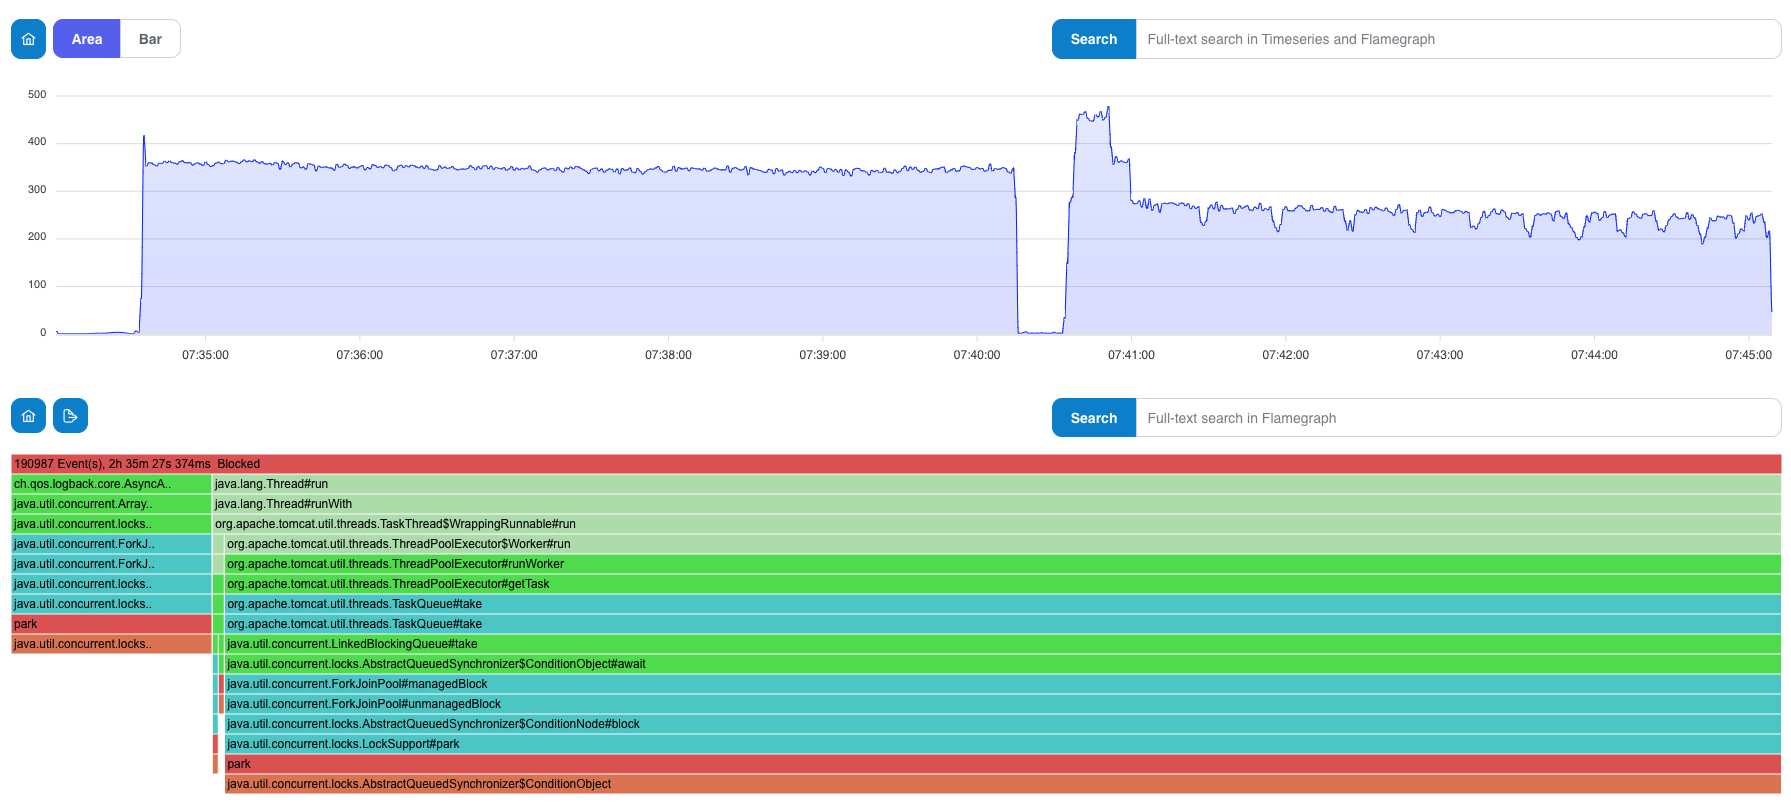 Area Bar Search Full-text search in Timeseries and Flamegraph
500
400
300
200
100
0
07:35:00 07:36:00 07:37:00 07:38:00 07:39:00 07:40:00 07:41:00 07:42:00 07:43:00 07:44:00 07:45:00
Search Full-text search in Flamegraph
190987 Event(s), 2h 35m 27s 374ms Blocked
ch.qos.logback.core.AsyncA.. java.lang.Thread#run
java.util.concurrent.Array.. java.lang.Thread#runWith
java.util.concurrent.locks.. org.apache.tomcat.util.threads.TaskThread$WrappingRunnable#run
java.util.concurrent.ForkJ.. org.apache.tomcat.util.threads.ThreadPoolExecutor$Worker#run
java.util.concurrent.ForkJ.. org.apache.tomcat.util.threads.ThreadPoolExecutor#runWorker
java.util.concurrent.locks.. org.apache.tomcat.util.threads.ThreadPoolExecutor#getTask
java.util.concurrent.locks.. org.apache.tomcat.util.threads.TaskQueue#take
park org.apache.tomcat.util.threads.TaskQueue#take
java.util.concurrent.locks.. java.util.concurrent.LinkedBlockingQueue#take
java.util.concurrent.locks.AbstractQueuedSynchronizer$ConditionObject#await
java.util.concurrent.ForkJoinPool#managedBlock
java.util.concurrent.ForkJoinPool#unmanagedBlock
java.util.concurrent.locks.AbstractQueuedSynchronizer$ConditionNode#block
java.util.concurrent.locks.LockSupport#park
park
java.util.concurrent.locks.AbstractQueuedSynchronizer$ConditionObject